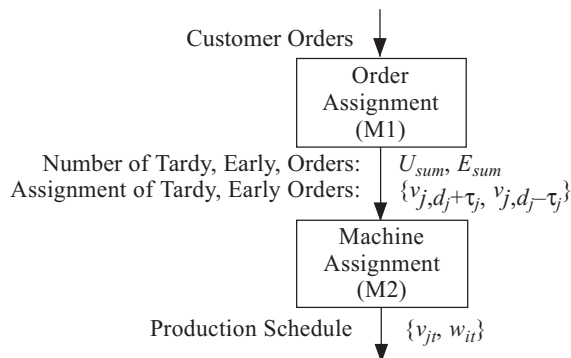 Customer Orders
Order
Assignment
(M1)
Number of Tardy, Early, Orders: U_sum, E_sum
Assignment of Tardy, Early Orders: {v_j,d_j+τ_j, v_j,d_j−τ_j}
Machine
Assignment
(M2)
Production Schedule {v_jt, w_it}